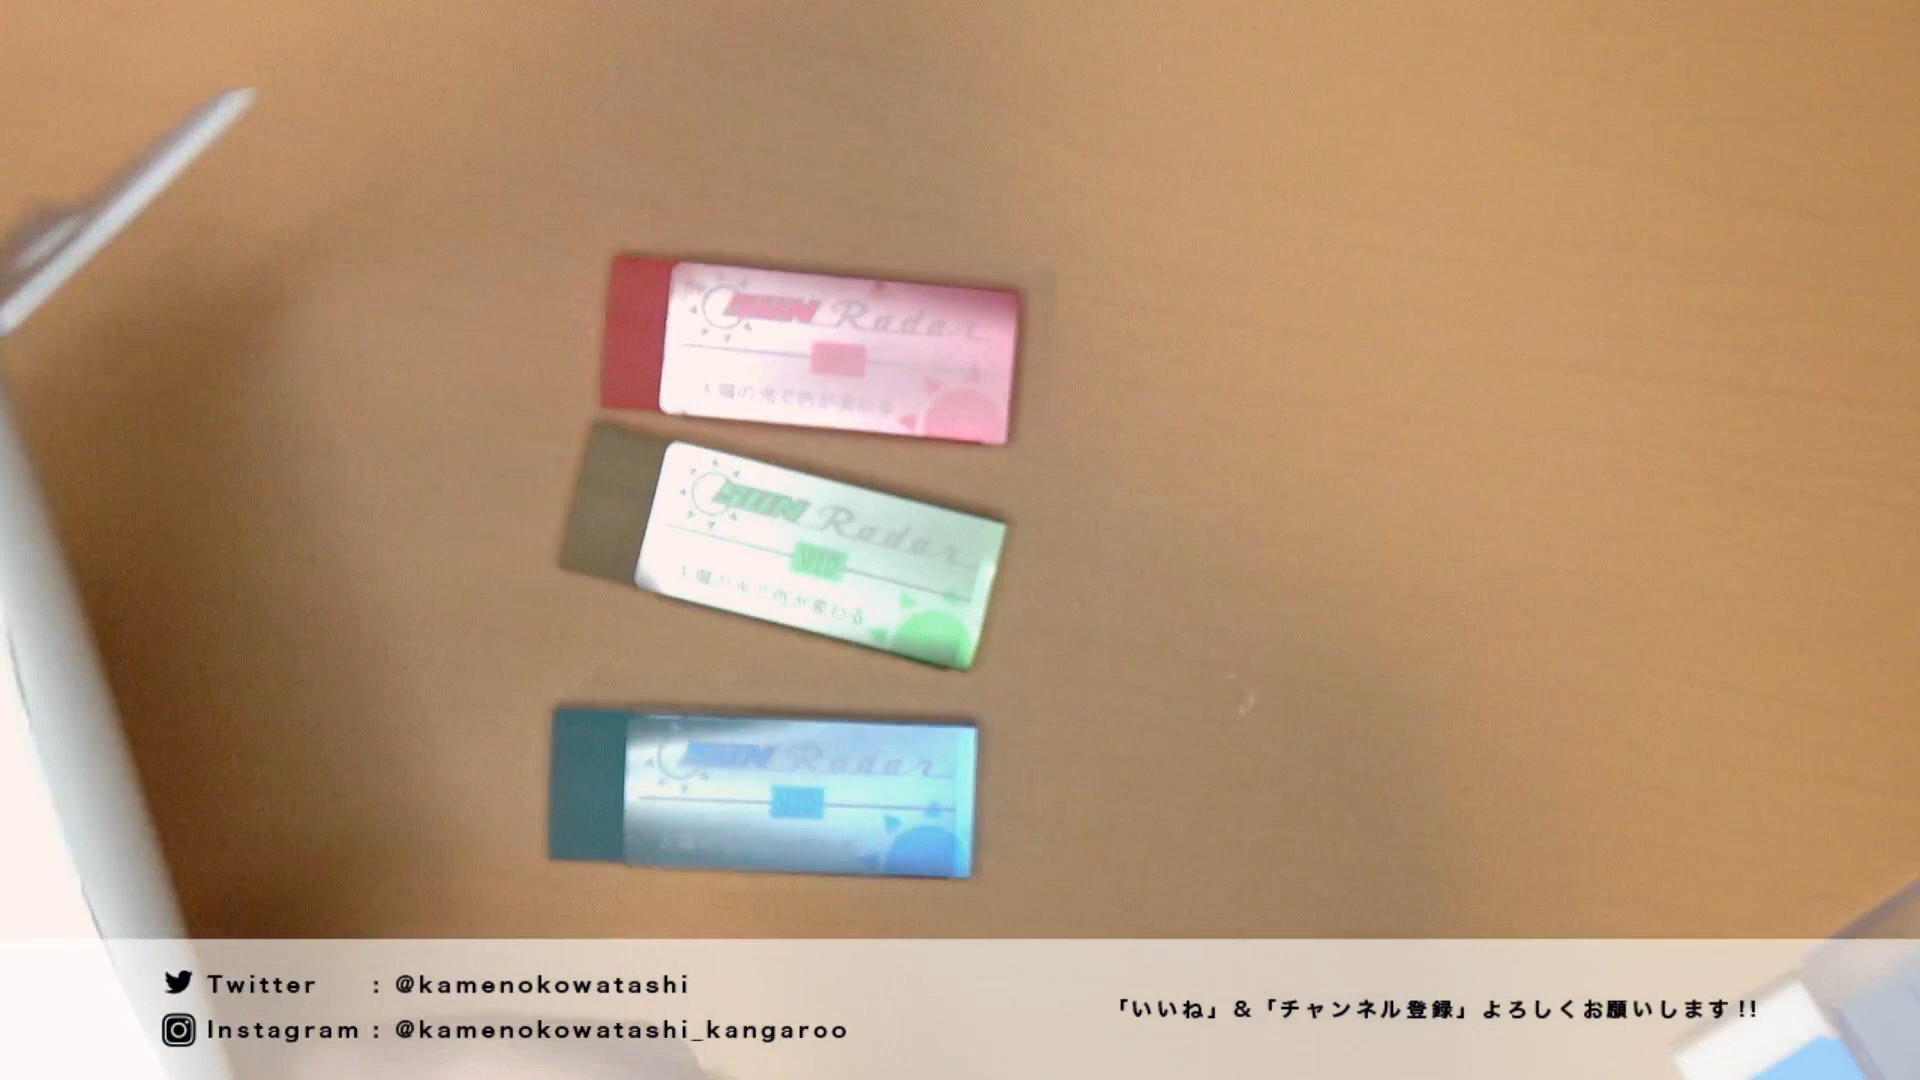 SUN Radar
太陽の光で色が変わる
SUN Radar
太陽の光で色が変わる
SUN Radar
Twitter : @kamenokowatashi
Instagram : @kamenokowatashi_kangaroo
「いいね」&「チャンネル登録」よろしくお願いします!!